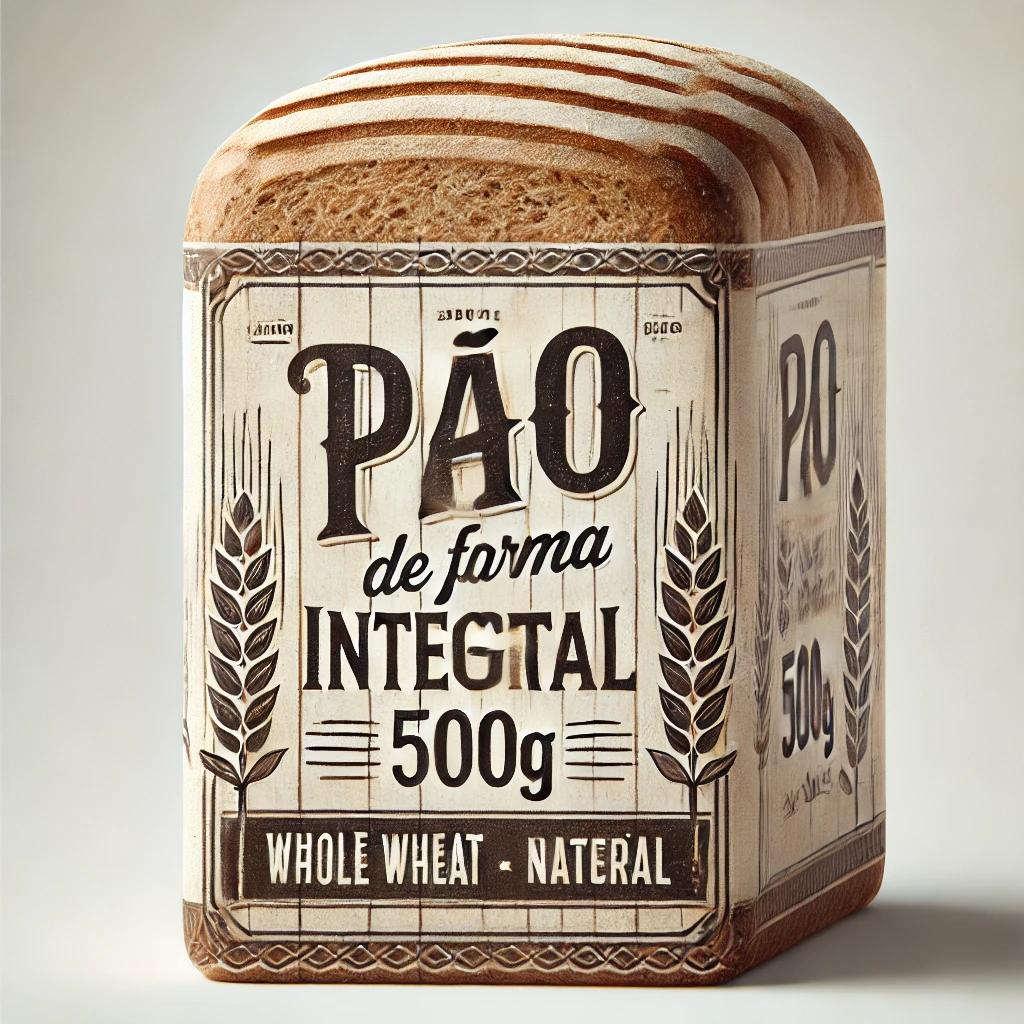 PÃO
de farma
INTEGTAL
500g
WHOLE WHEAT · NATERAL
PO
500g